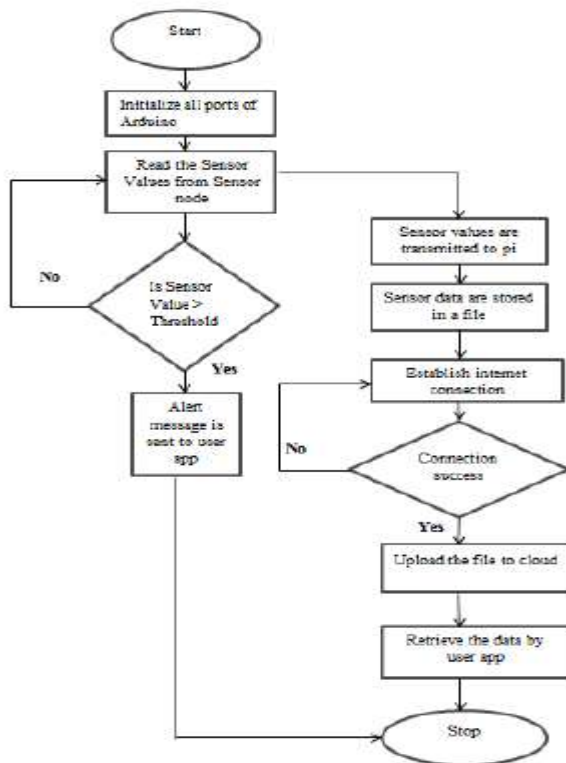 Start
Initialize all ports of
Arduino
Read the Sensor
Values from Sensor
node
No
Is Sensor
Value >
Threshold
Yes
Alert
message is
sent to user
app
Sensor values are
transmitted to pi
Sensor data are stored
in a file
Establish internet
connection
No
Connection
success
Yes
Upload the file to cloud
Retrieve the data by
user app
Stop